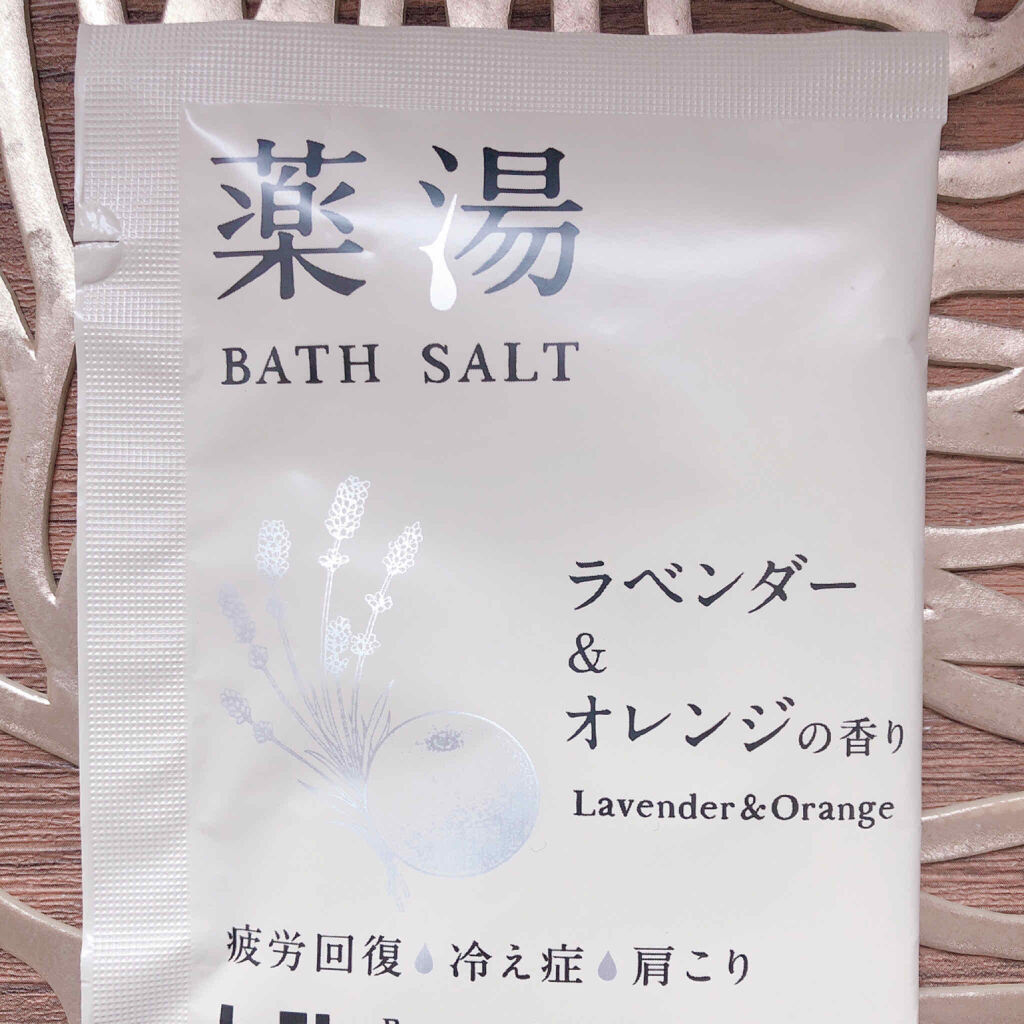 薬湯
BATH SALT
ラベンダー
&
オレンジの香り
Lavender&Orange
疲労回復 冷え症 肩こり